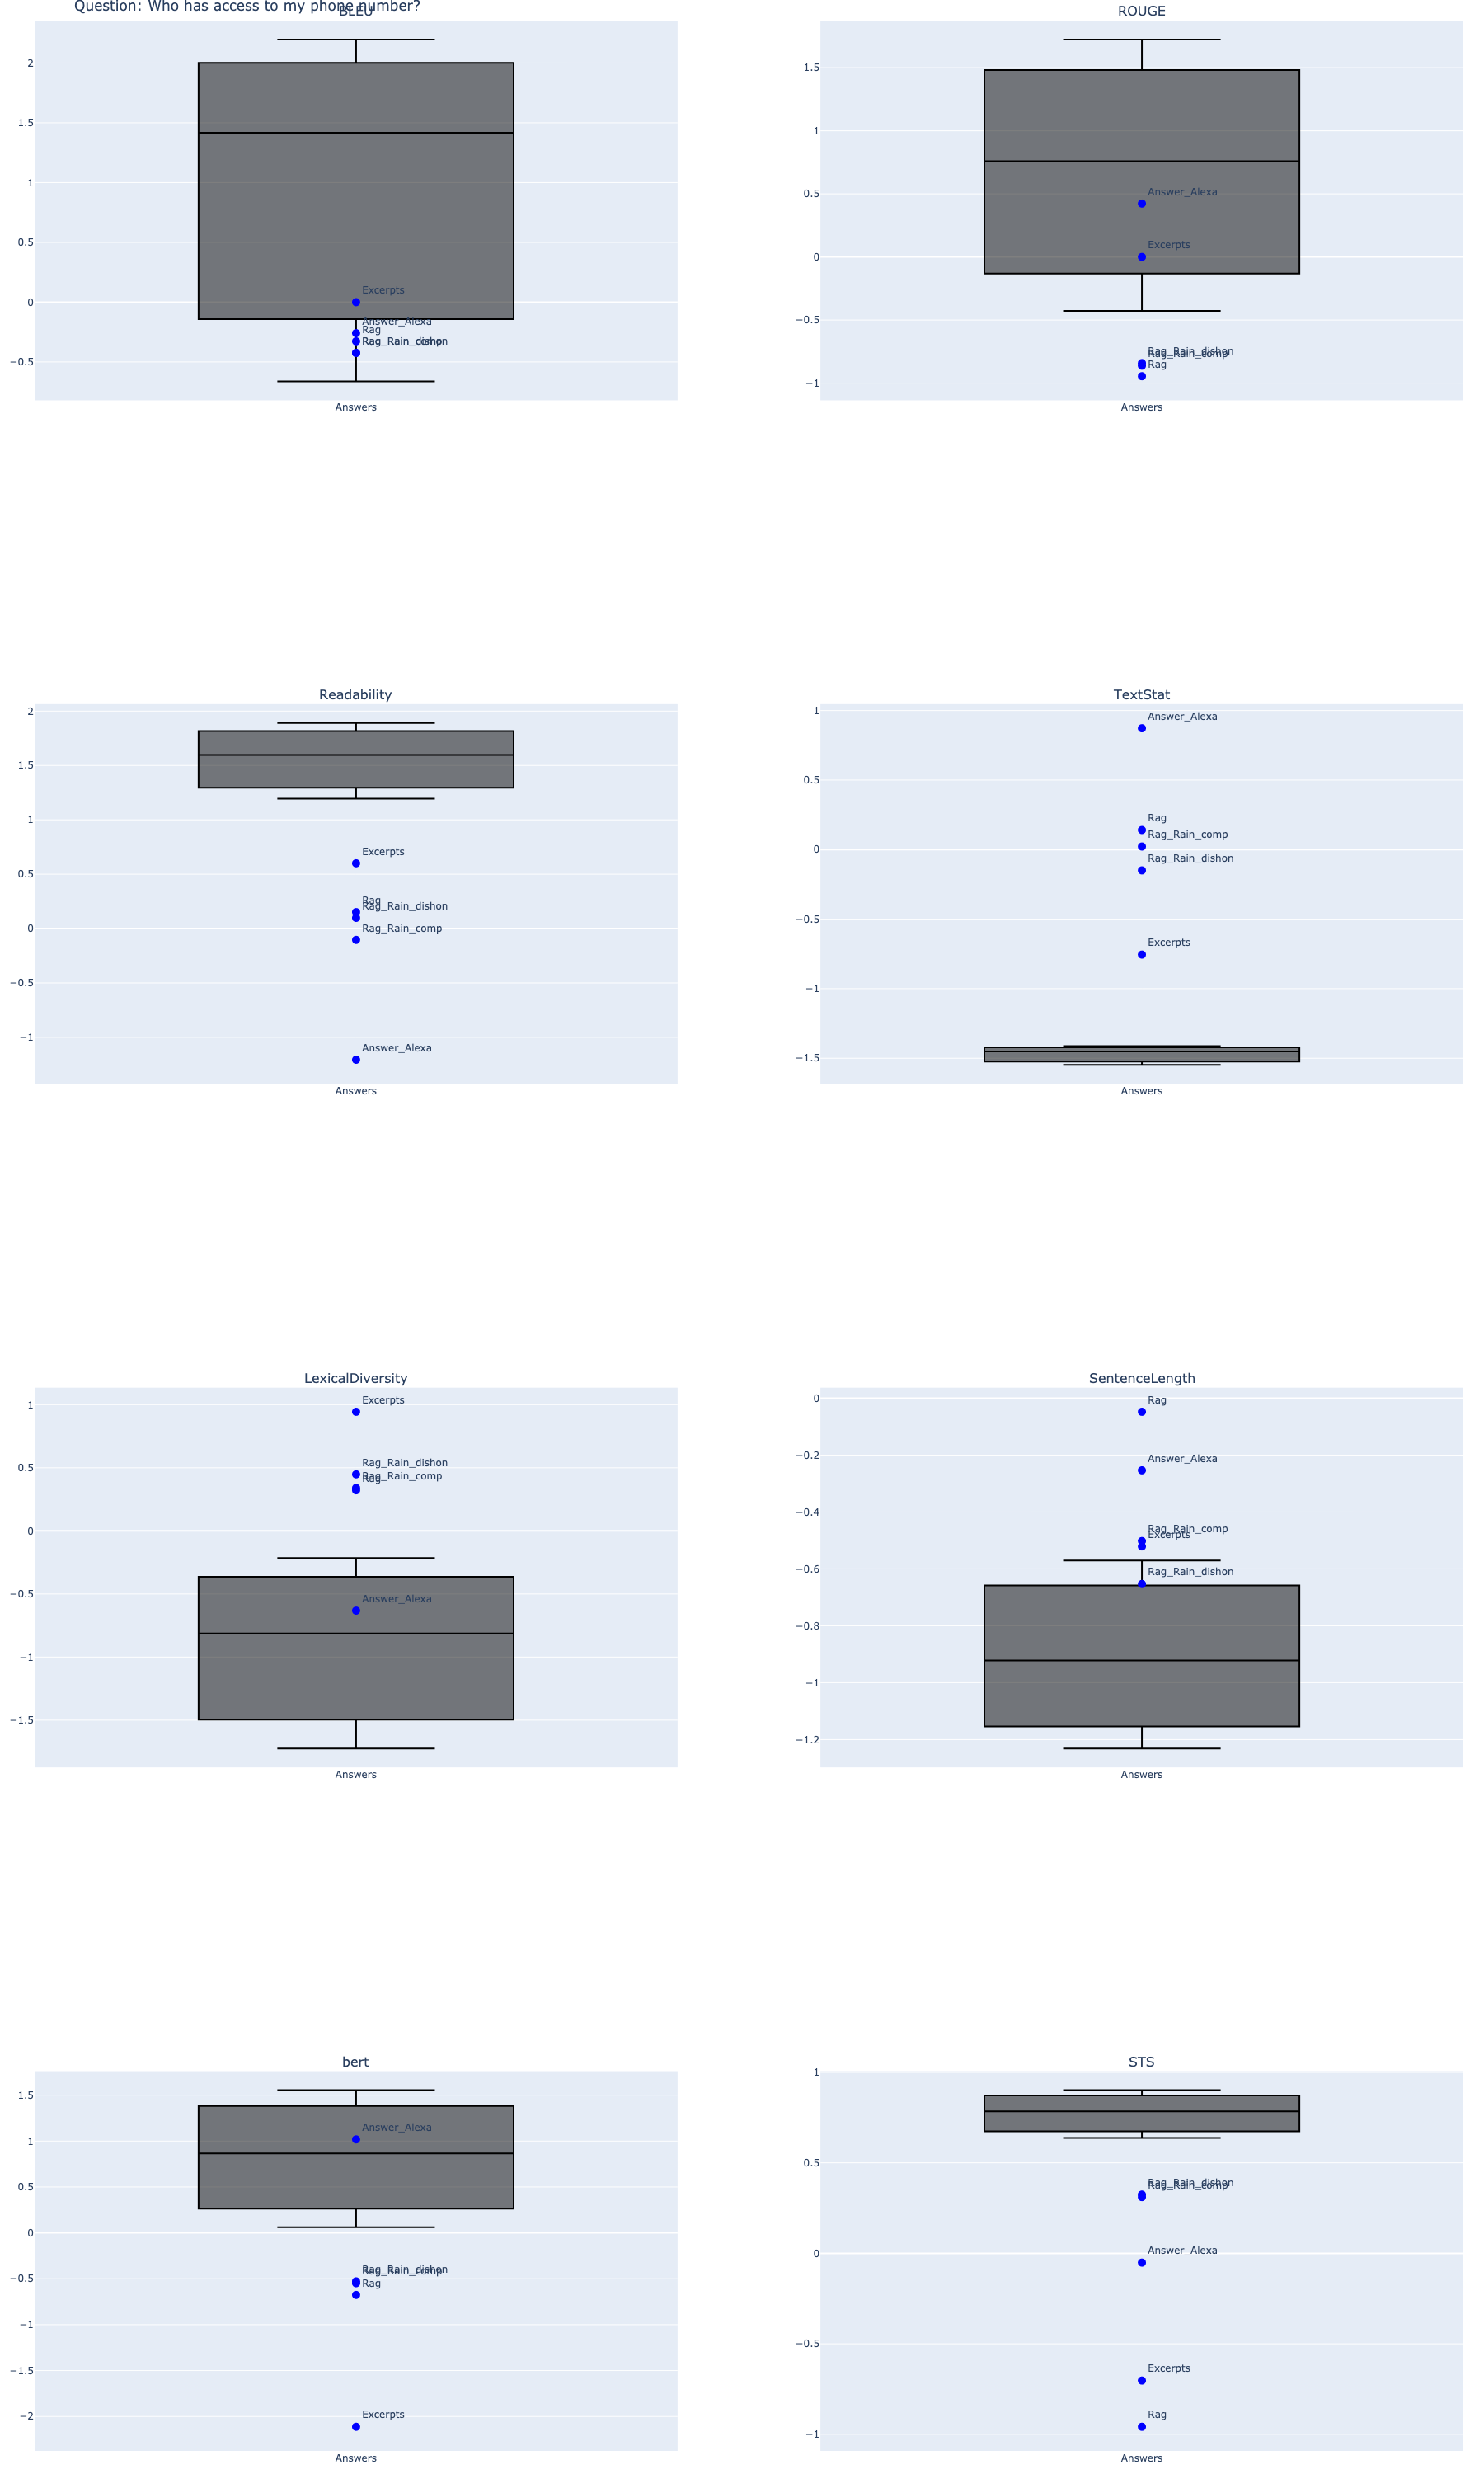 Question: Who has access to my phone number?
BLEU
2
1.5
1
0.5
0
−0.5
Excerpts
Answer_Alexa
Rag
Rag_Rain_comp
Rag_Rain_dishon
Answers
ROUGE
1.5
1
0.5
0
−0.5
−1
Answer_Alexa
Excerpts
Rag_Rain_dishon
Rag_Rain_comp
Rag
Answers
Readability
2
1.5
1
0.5
0
−0.5
−1
Excerpts
Rag
Rag_Rain_dishon
Rag_Rain_comp
Answer_Alexa
Answers
TextStat
1
0.5
0
−0.5
−1
−1.5
Answer_Alexa
Rag
Rag_Rain_comp
Rag_Rain_dishon
Excerpts
Answers
LexicalDiversity
1
0.5
0
−0.5
−1
−1.5
Excerpts
Rag_Rain_dishon
Rag_Rain_comp
Rag
Answer_Alexa
Answers
SentenceLength
0
−0.2
−0.4
−0.6
−0.8
−1
−1.2
Rag
Answer_Alexa
Rag_Rain_comp
Excerpts
Rag_Rain_dishon
Answers
bert
1.5
1
0.5
0
−0.5
−1
−1.5
−2
Answer_Alexa
Rag_Rain_dishon
Rag_Rain_comp
Rag
Excerpts
Answers
STS
1
0.5
0
−0.5
−1
Rag_Rain_dishon
Rag_Rain_comp
Answer_Alexa
Excerpts
Rag
Answers